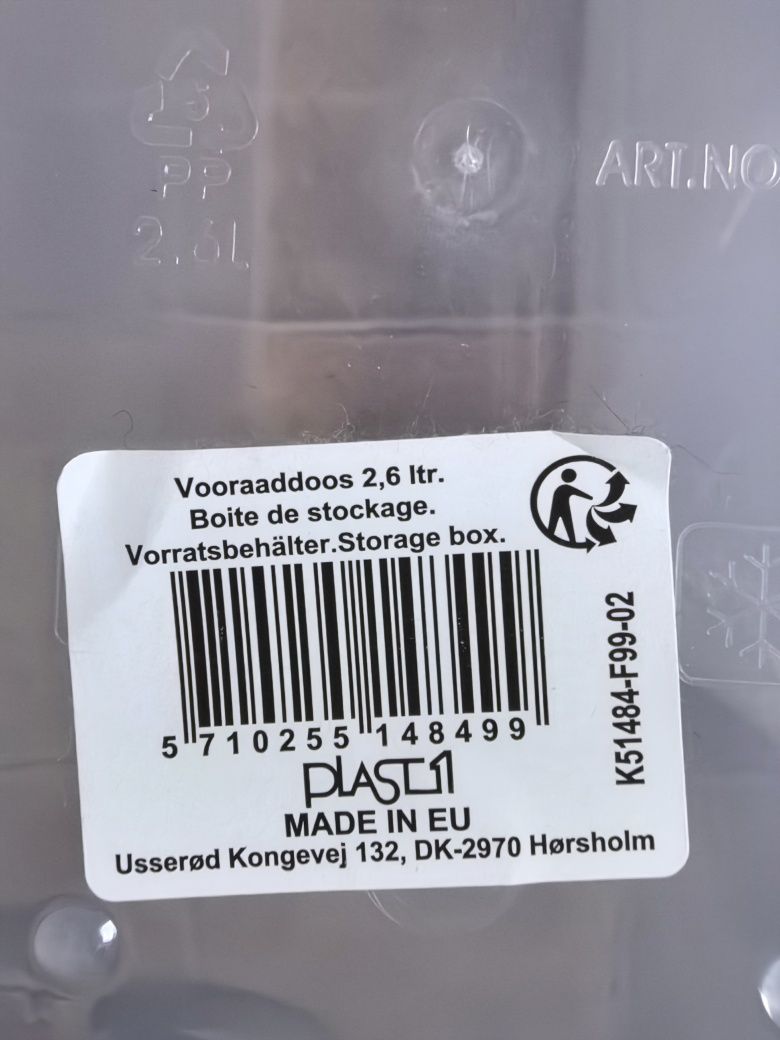 PP
2.6L
ART.NO
Vooraaddoos 2,6 ltr.
Boite de stockage.
Vorratsbehälter.Storage box.
5 710255 148499
K51484-F99-02
PLAST1
MADE IN EU
Usserød Kongevej 132, DK-2970 Hørsholm